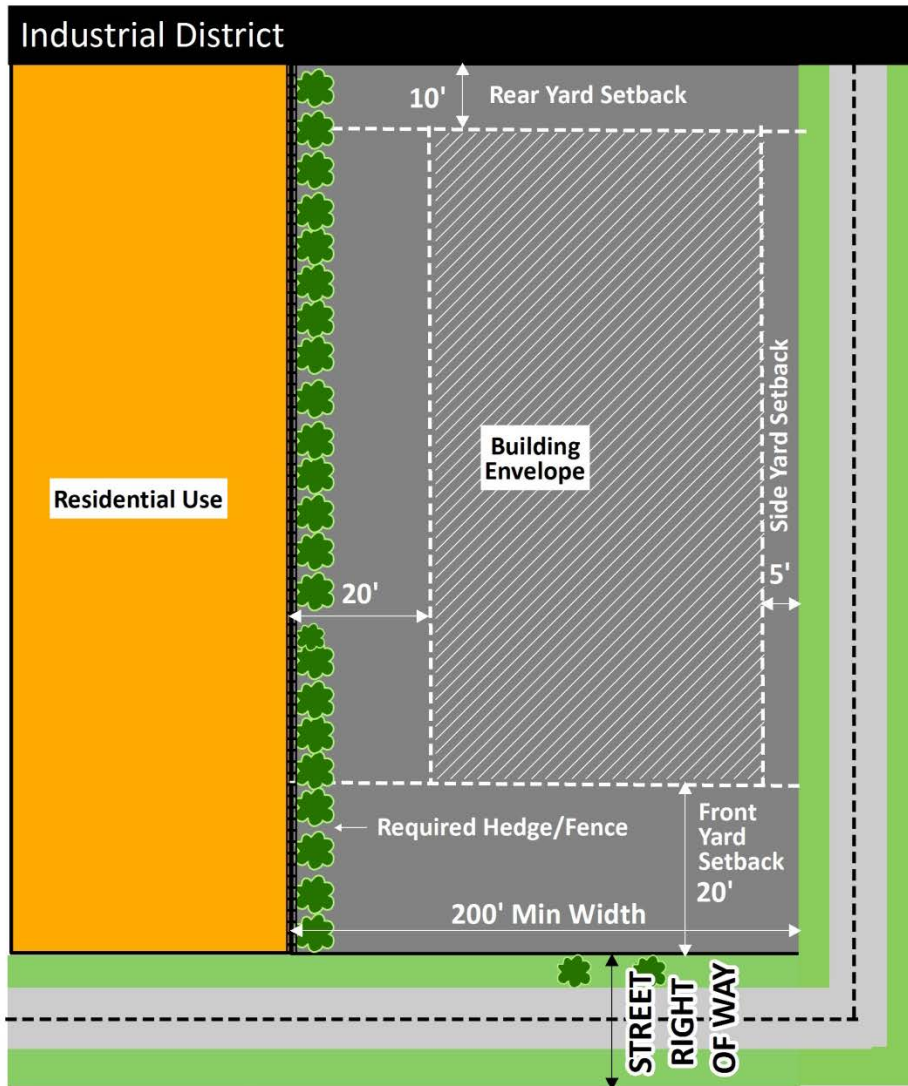 Industrial District
10'
Rear Yard Setback
Building
Envelope
Residential Use
Side Yard Setback
5'
20'
Required Hedge/Fence
Front
Yard
Setback
20'
200' Min Width
STREET
RIGHT
OF WAY